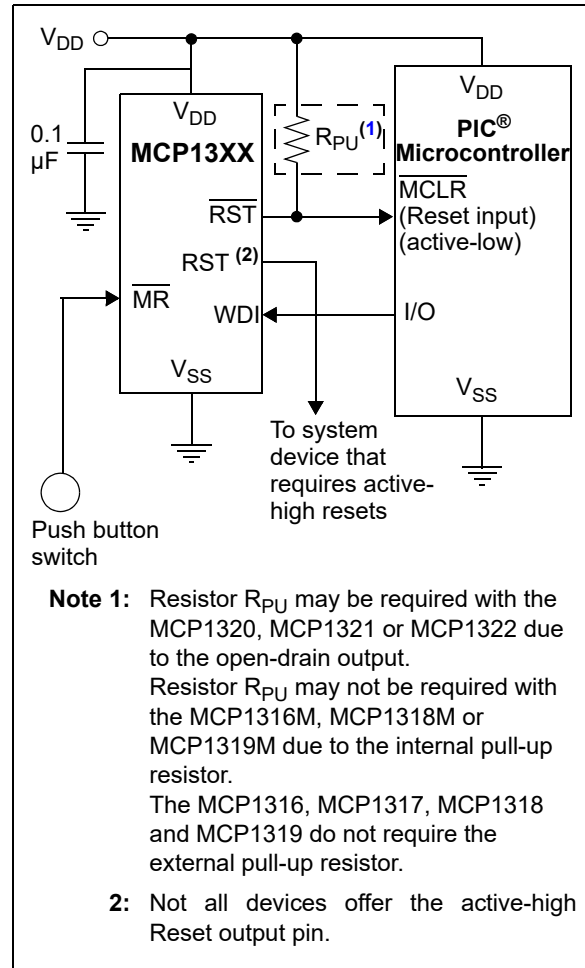 VDD
VDD
0.1
µF
MCP13XX
RPU(1)
VDD
PIC®
Microcontroller
MCLR
(Reset input)
(active-low)
RST
RST (2)
MR
WDI
I/O
VSS
VSS
To system
device that
requires active-
high resets
Push button
switch
Note 1: Resistor RPU may be required with the
MCP1320, MCP1321 or MCP1322 due
to the open-drain output.
Resistor RPU may not be required with
the MCP1316M, MCP1318M or
MCP1319M due to the internal pull-up
resistor.
The MCP1316, MCP1317, MCP1318
and MCP1319 do not require the
external pull-up resistor.
2: Not all devices offer the active-high
Reset output pin.